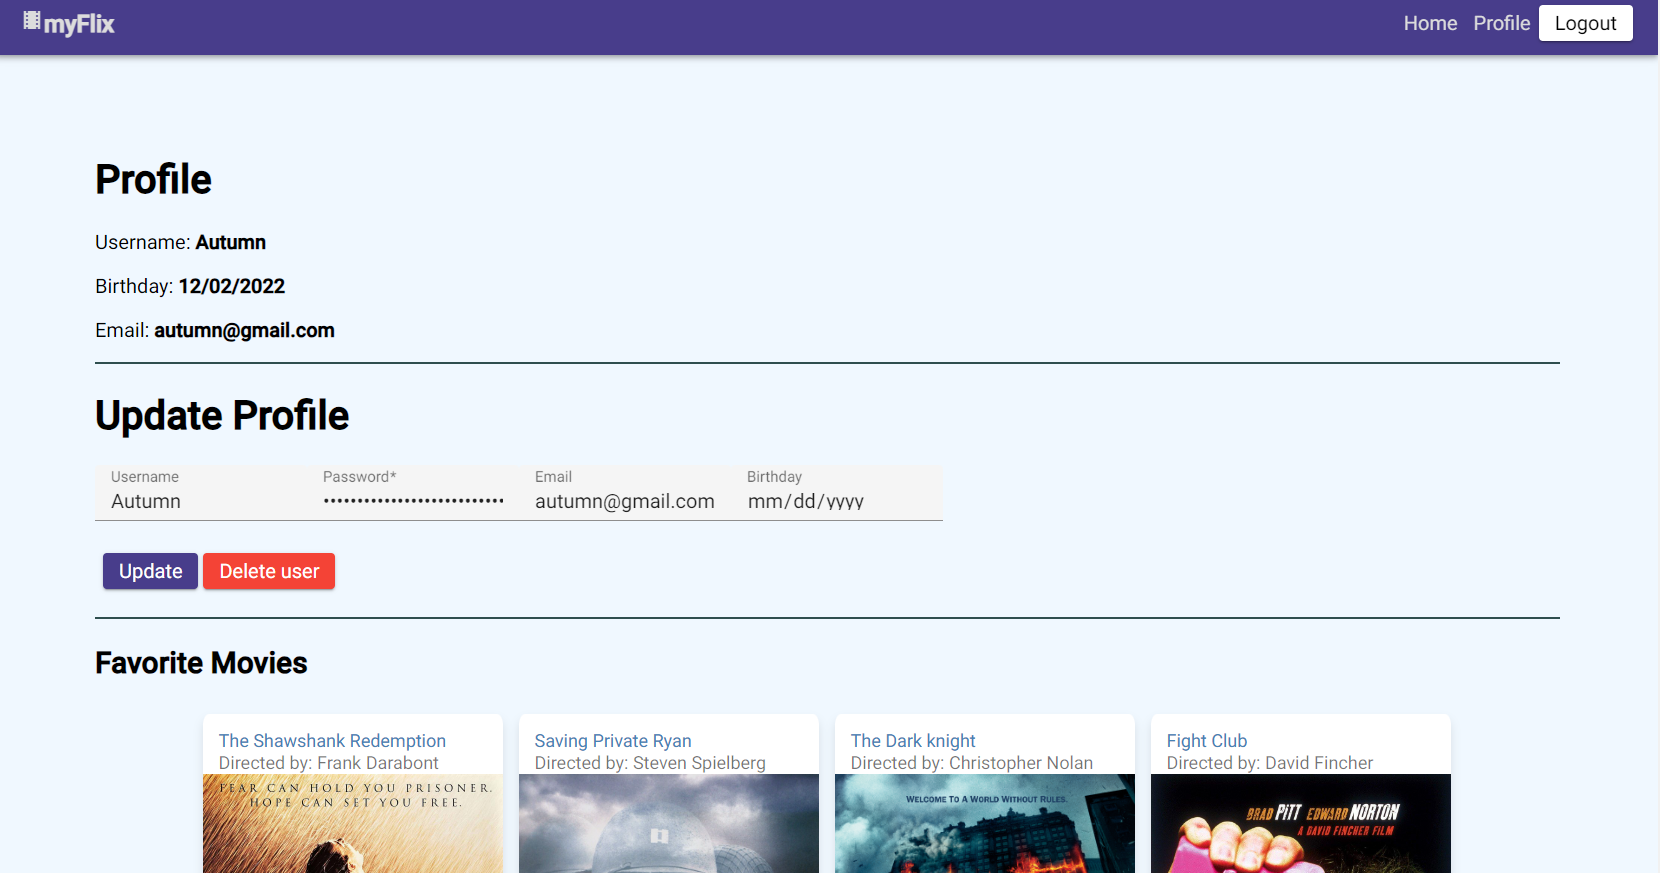 myFlix
Home Profile Logout
Profile
Username: Autumn
Birthday: 12/02/2022
Email: autumn@gmail.com
Update Profile
Username Password* Email Birthday
Autumn ••••••••••••••••••••••••••• autumn@gmail.com mm/dd/yyyy
Update Delete user
Favorite Movies
The Shawshank Redemption
Directed by: Frank Darabont
FEAR CAN HOLD YOU PRISONER.
HOPE CAN SET YOU FREE.
Saving Private Ryan
Directed by: Steven Spielberg
The Dark knight
Directed by: Christopher Nolan
WELCOME TO A WORLD WITHOUT RULES.
Fight Club
Directed by: David Fincher
BRAD PITT EDWARD NORTON
A DAVID FINCHER FILM